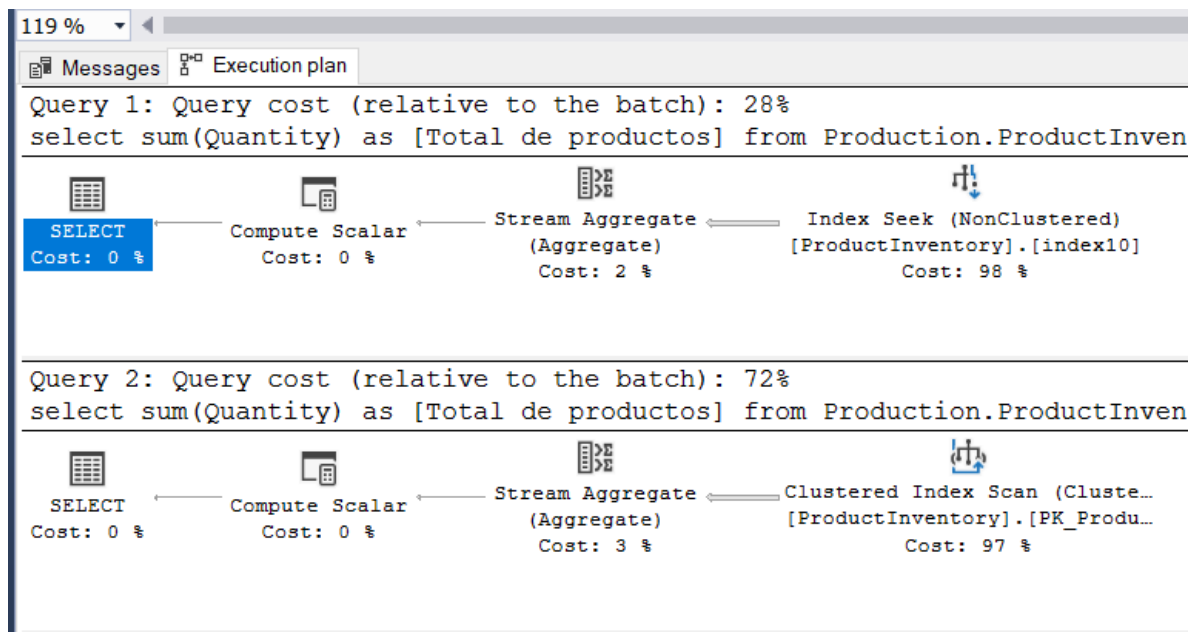 119 %
Messages Execution plan
Query 1: Query cost (relative to the batch): 28%
select sum(Quantity) as [Total de productos] from Production.ProductInven
SELECT
Cost: 0 %
Compute Scalar
Cost: 0 %
Stream Aggregate
(Aggregate)
Cost: 2 %
Index Seek (NonClustered)
[ProductInventory].[index10]
Cost: 98 %
Query 2: Query cost (relative to the batch): 72%
select sum(Quantity) as [Total de productos] from Production.ProductInven
SELECT
Cost: 0 %
Compute Scalar
Cost: 0 %
Stream Aggregate
(Aggregate)
Cost: 3 %
Clustered Index Scan (Cluste…
[ProductInventory].[PK_Produ…
Cost: 97 %